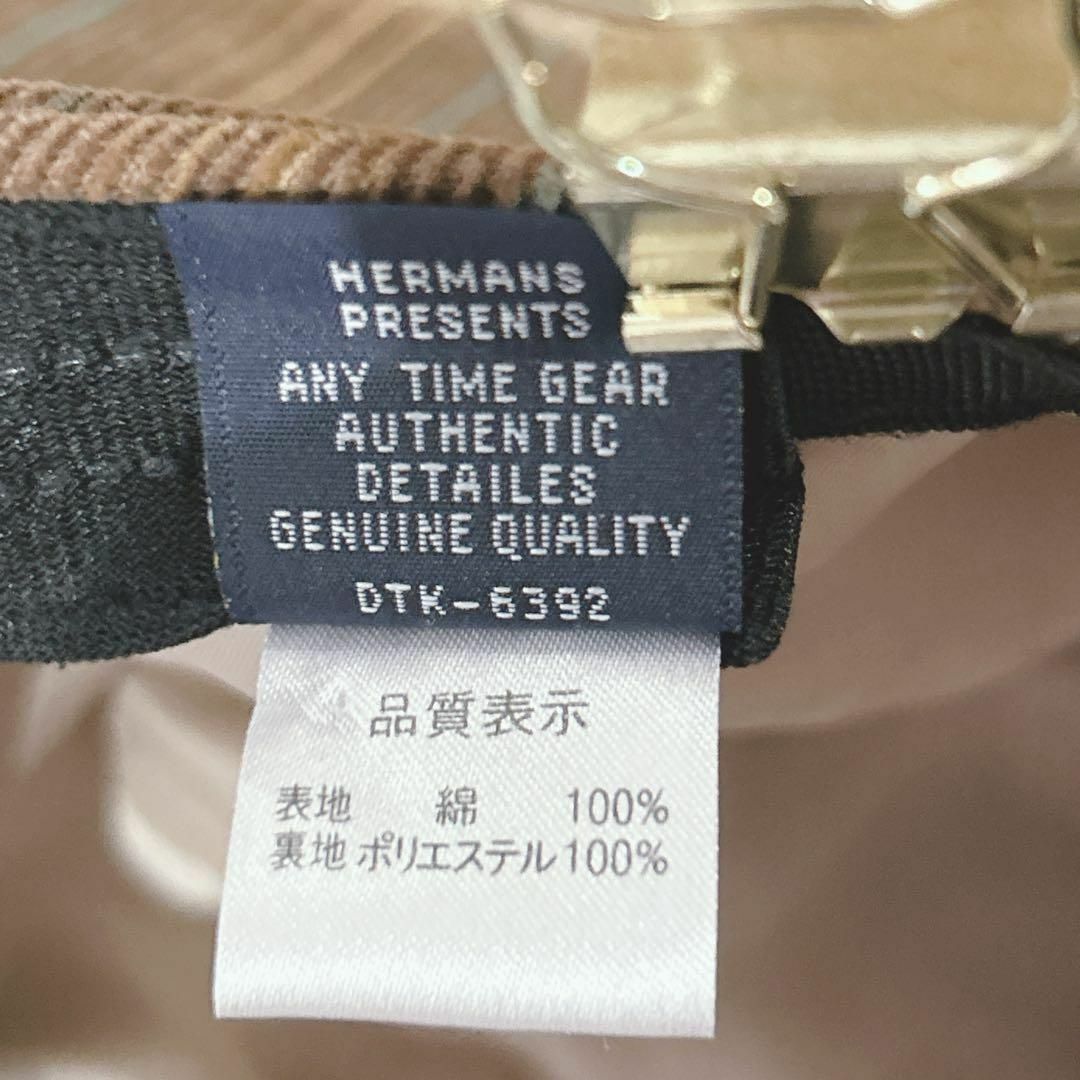 HERMANS
PRESENTS
ANY TIME GEAR
AUTHENTIC
DETAILES
GENUINE QUALITY
DTK-6392
品質表示
表地 綿 100%
裏地 ポリエステル 100%